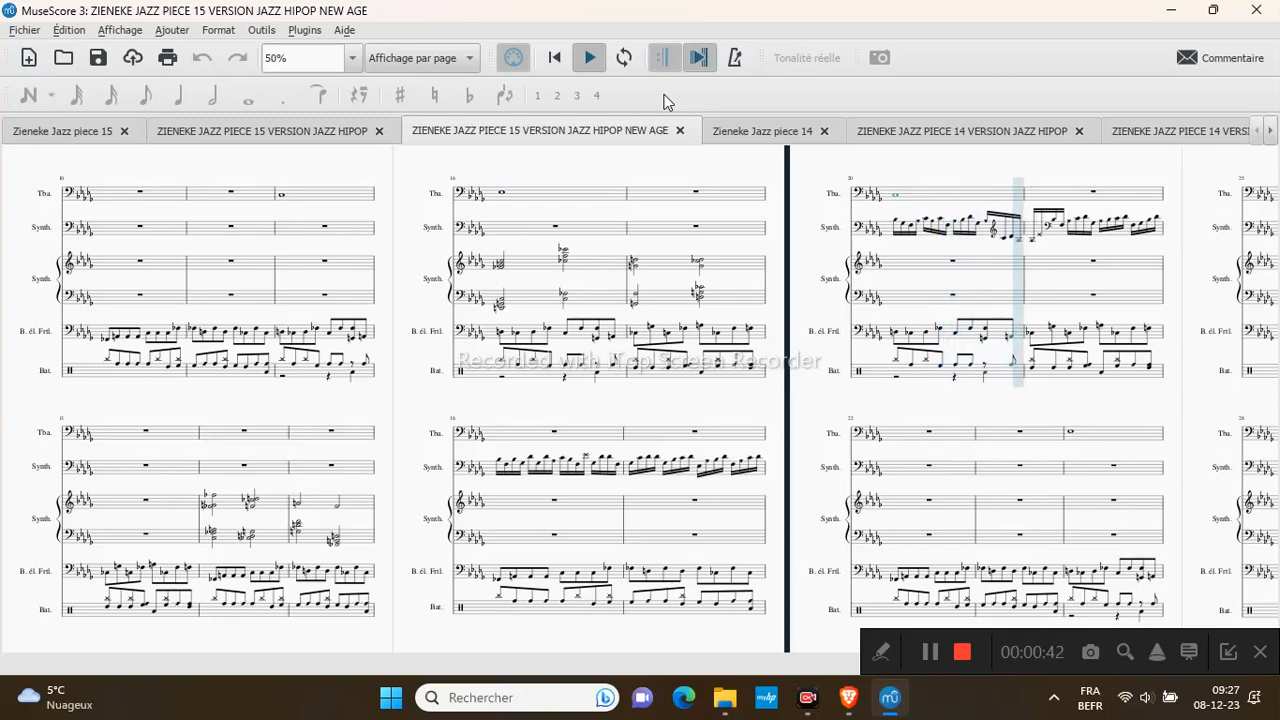 MuseScore 3: ZIENEKE JAZZ PIECE 15 VERSION JAZZ HIPOP NEW AGE
Fichier Édition Affichage Ajouter Format Outils Plugins Aide
50% Affichage par page Tonalité réelle Commentaire
1 2 3 4
Zieneke Jazz piece 15 ZIENEKE JAZZ PIECE 15 VERSION JAZZ HIPOP ZIENEKE JAZZ PIECE 15 VERSION JAZZ HIPOP NEW AGE Zieneke Jazz piece 14 ZIENEKE JAZZ PIECE 14 VERSION JAZZ HIPOP ZIENEKE JAZZ PIECE 14 VERS
Tba. Tba. Tba. Tba.
Synth. Synth. Synth. Synth.
Synth. Synth. Synth. Synth.
B. él. Frtl. B. él. Frtl. B. él. Frtl. B. él. Frtl.
Recorded with iTop Screen Recorder
Bat. Bat. Bat. Bat.
Tba. Tba. Tba. Tba.
Synth. Synth. Synth. Synth.
Synth. Synth. Synth. Synth.
B. él. Frtl. B. él. Frtl. B. él. Frtl. B. él. Frtl.
Bat. Bat. Bat. Bat.
00:00:42
5°C
Nuageux
Rechercher
FRA
BEFR
09:27
08-12-23